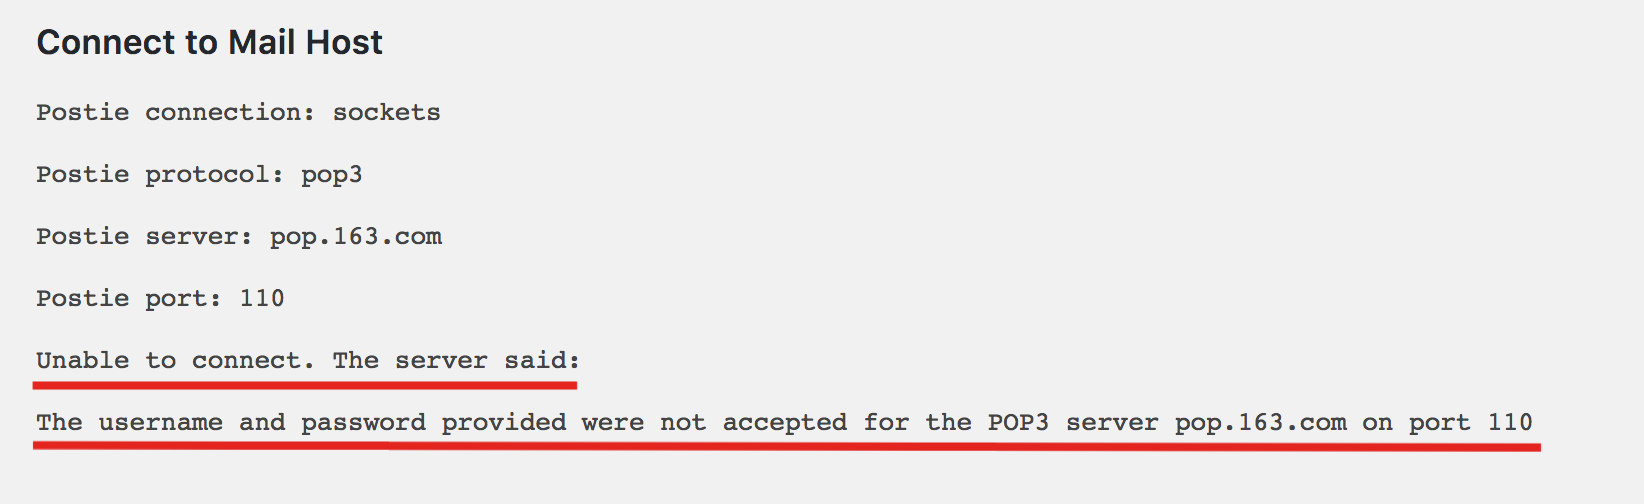 Connect to Mail Host
Postie connection: sockets
Postie protocol: pop3
Postie server: pop.163.com
Postie port: 110
Unable to connect. The server said:
The username and password provided were not accepted for the POP3 server pop.163.com on port 110